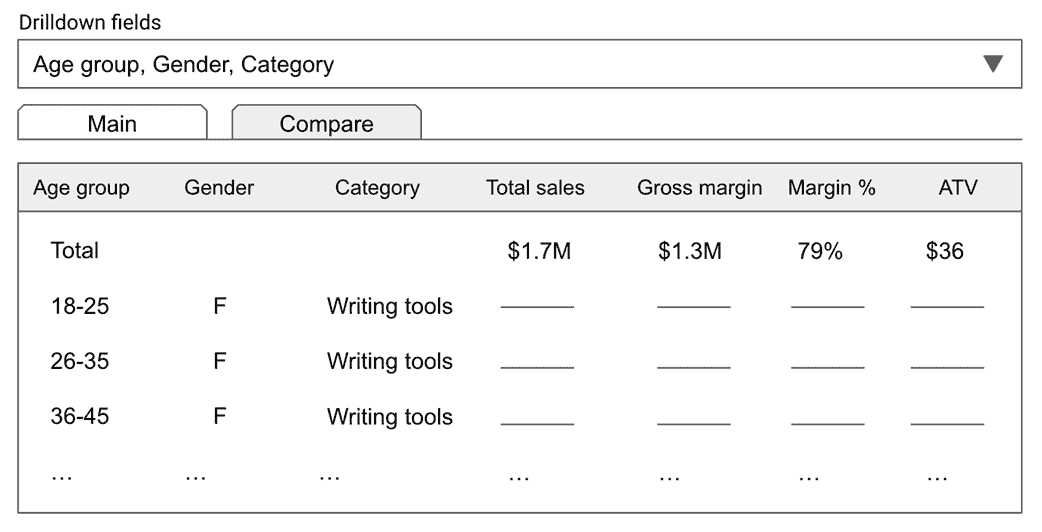 Drilldown fields
Age group, Gender, Category
Main Compare
Age group Gender Category Total sales Gross margin Margin % ATV
Total $1.7M $1.3M 79% $36
18-25 F Writing tools
26-35 F Writing tools
36-45 F Writing tools
... ... ... ... ... ... ...